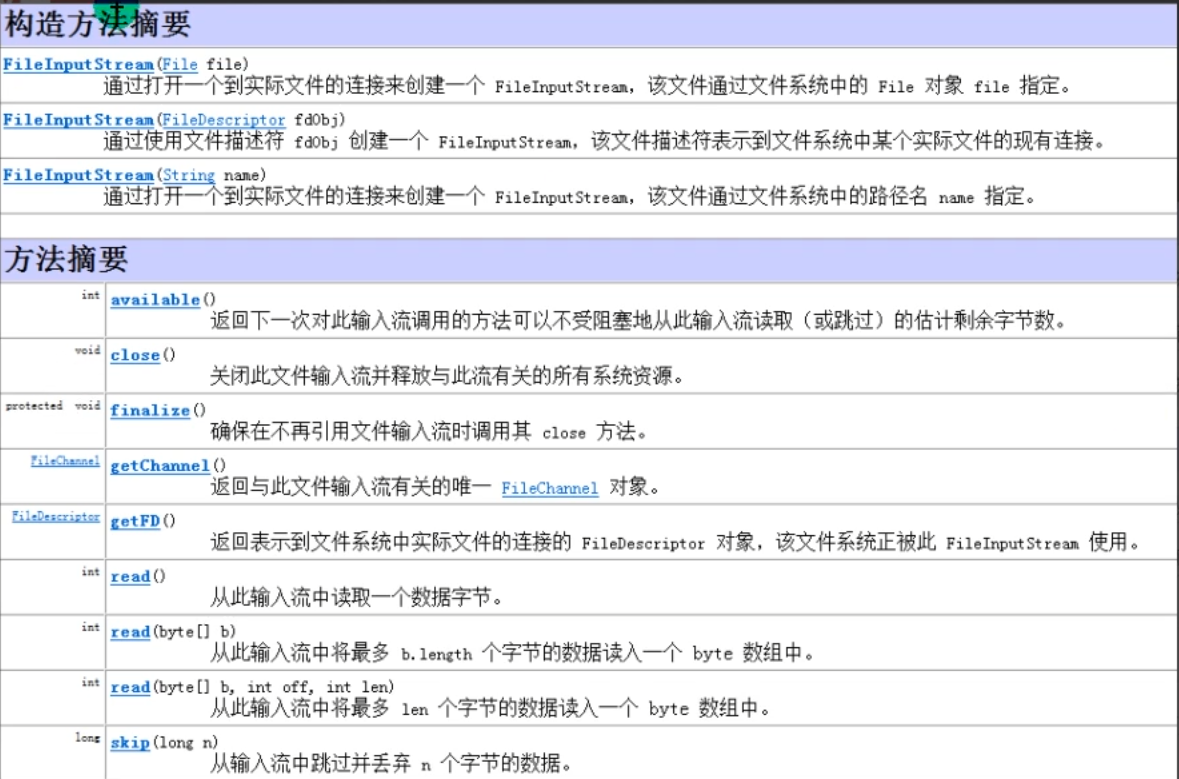 构造方法摘要
FileInputStream(File file)
通过打开一个到实际文件的连接来创建一个 FileInputStream，该文件通过文件系统中的 File 对象 file 指定。
FileInputStream(FileDescriptor fdObj)
通过使用文件描述符 fdObj 创建一个 FileInputStream，该文件描述符表示到文件系统中某个实际文件的现有连接。
FileInputStream(String name)
通过打开一个到实际文件的连接来创建一个 FileInputStream，该文件通过文件系统中的路径名 name 指定。
方法摘要
int available()
返回下一次对此输入流调用的方法可以不受阻塞地从此输入流读取（或跳过）的估计剩余字节数。
void close()
关闭此文件输入流并释放与此流有关的所有系统资源。
protected void finalize()
确保在不再引用文件输入流时调用其 close 方法。
FileChannel getChannel()
返回与此文件输入流有关的唯一 FileChannel 对象。
FileDescriptor getFD()
返回表示到文件系统中实际文件的连接的 FileDescriptor 对象，该文件系统正被此 FileInputStream 使用。
int read()
从此输入流中读取一个数据字节。
int read(byte[] b)
从此输入流中将最多 b.length 个字节的数据读入一个 byte 数组中。
int read(byte[] b, int off, int len)
从此输入流中将最多 len 个字节的数据读入一个 byte 数组中。
long skip(long n)
从输入流中跳过并丢弃 n 个字节的数据。